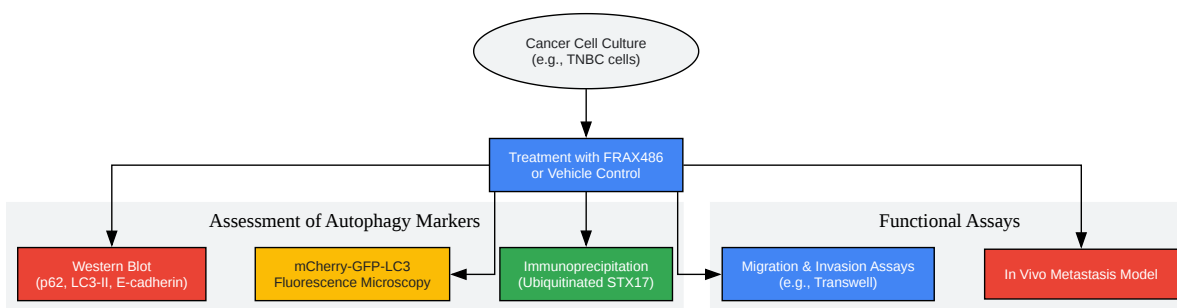 Cancer Cell Culture
(e.g., TNBC cells)
Treatment with FRAX486
or Vehicle Control
Assessment of Autophagy Markers
Functional Assays
Western Blot
(p62, LC3-II, E-cadherin)
mCherry-GFP-LC3
Fluorescence Microscopy
Immunoprecipitation
(Ubiquitinated STX17)
Migration & Invasion Assays
(e.g., Transwell)
In Vivo Metastasis Model